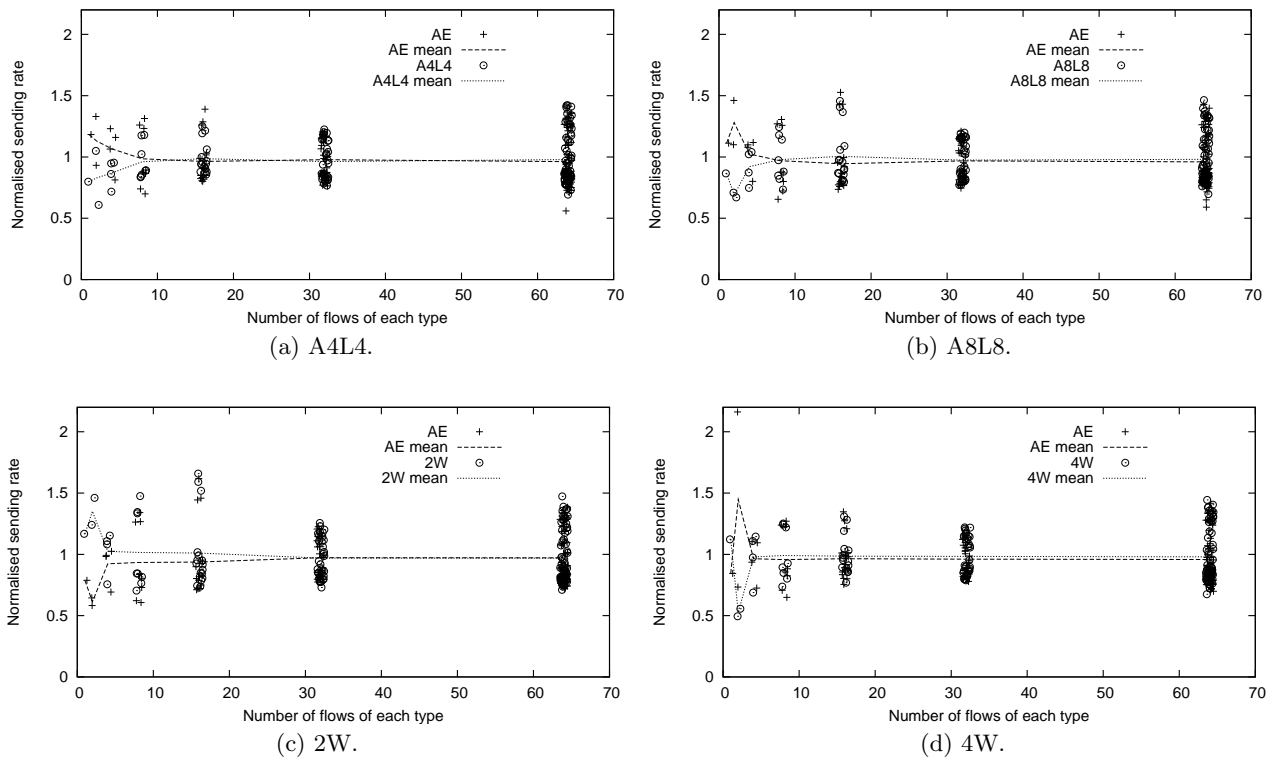 Normalised sending rate
2
1.5
1
0.5
0
AE
AE mean
A4L4
A4L4 mean
0 10 20 30 40 50 60 70
Number of flows of each type
(a) A4L4.
Normalised sending rate
2
1.5
1
0.5
0
AE
AE mean
A8L8
A8L8 mean
0 10 20 30 40 50 60 70
Number of flows of each type
(b) A8L8.
Normalised sending rate
2
1.5
1
0.5
0
AE
AE mean
2W
2W mean
0 10 20 30 40 50 60 70
Number of flows of each type
(c) 2W.
Normalised sending rate
2
1.5
1
0.5
0
AE
AE mean
4W
4W mean
0 10 20 30 40 50 60 70
Number of flows of each type
(d) 4W.